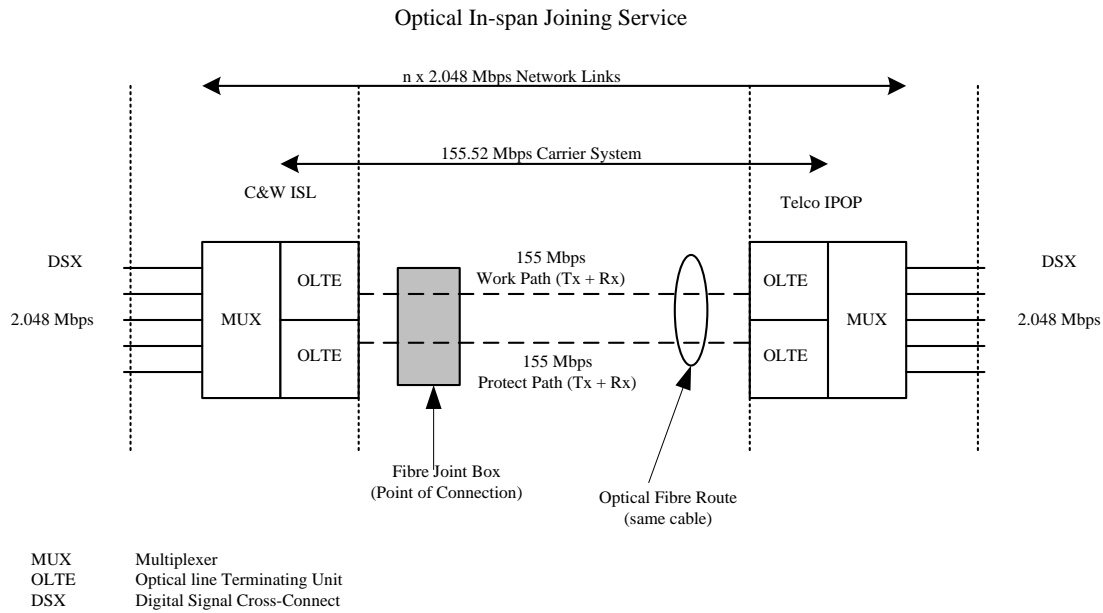 Optical In-span Joining Service
n x 2.048 Mbps Network Links
155.52 Mbps Carrier System
C&W ISL
Telco IPOP
DSX
2.048 Mbps
MUX
OLTE
OLTE
155 Mbps
Work Path (Tx + Rx)
155 Mbps
Protect Path (Tx + Rx)
OLTE
OLTE
MUX
DSX
2.048 Mbps
Fibre Joint Box
(Point of Connection)
Optical Fibre Route
(same cable)
MUX Multiplexer
OLTE Optical line Terminating Unit
DSX Digital Signal Cross-Connect